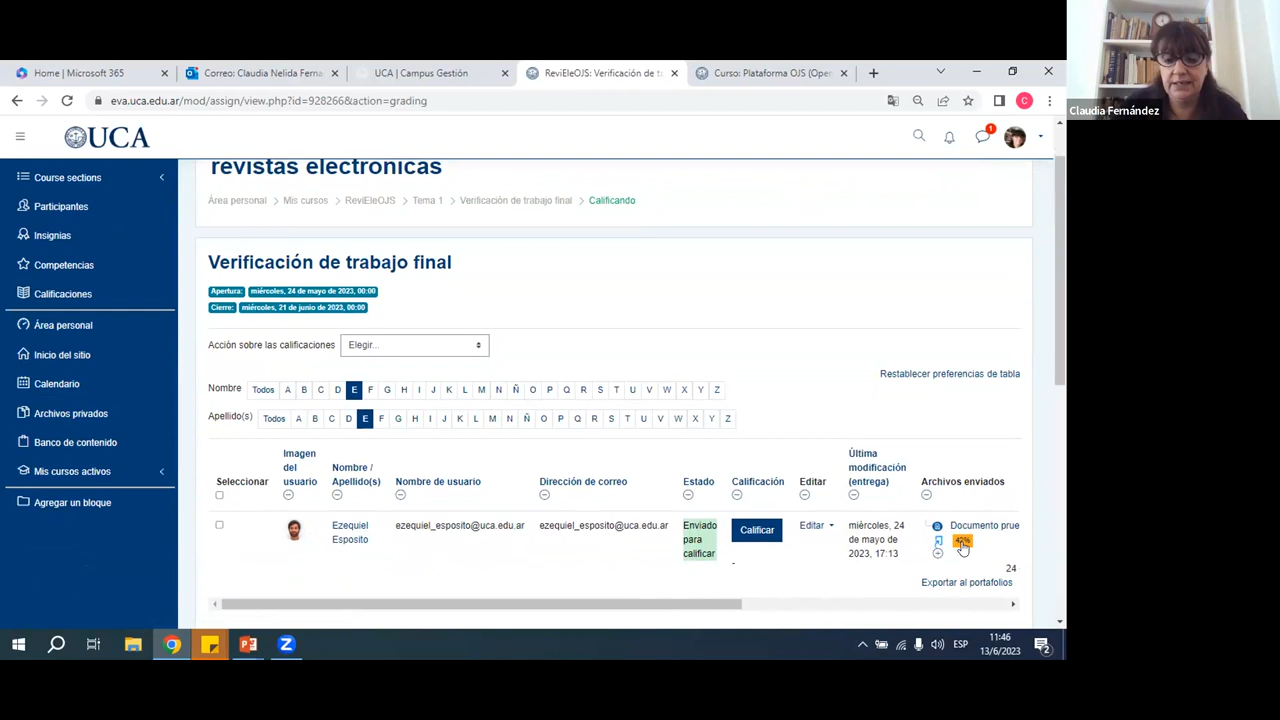 Home | Microsoft 365
Correo: Claudia Nelida Ferna
UCA | Campus Gestión
ReviEleOJS: Verificación de t
Curso: Plataforma OJS (Open
eva.uca.edu.ar/mod/assign/view.php?id=928266&action=grading
C
Claudia Fernández
UCA
1
revistas electrónicas
Área personal
Mis cursos
ReviEleOJS
Tema 1
Verificación de trabajo final
Calificando
Course sections
Participantes
Insignias
Competencias
Calificaciones
Área personal
Inicio del sitio
Calendario
Archivos privados
Banco de contenido
Mis cursos activos
Agregar un bloque
Verificación de trabajo final
Apertura: miércoles, 24 de mayo de 2023, 00:00
Cierre: miércoles, 21 de junio de 2023, 00:00
Acción sobre las calificaciones Elegir...
Restablecer preferencias de tabla
Nombre Todos A B C D E F G H I J K L M N Ñ O P Q R S T U V W X Y Z
Apellido(s) Todos A B C D E F G H I J K L M N Ñ O P Q R S T U V W X Y Z
Seleccionar
Imagen
del
usuario
Nombre /
Apellido(s)
Nombre de usuario
Dirección de correo
Estado
Calificación
Editar
Última
modificación
(entrega)
Archivos enviados
Ezequiel
Esposito
ezequiel_esposito@uca.edu.ar
ezequiel_esposito@uca.edu.ar
Enviado
para
calificar
Calificar
-
Editar
miércoles, 24
de mayo de
2023, 17:13
Documento prue
24
Exportar al portafolios
ESP
11:46
13/6/2023
2